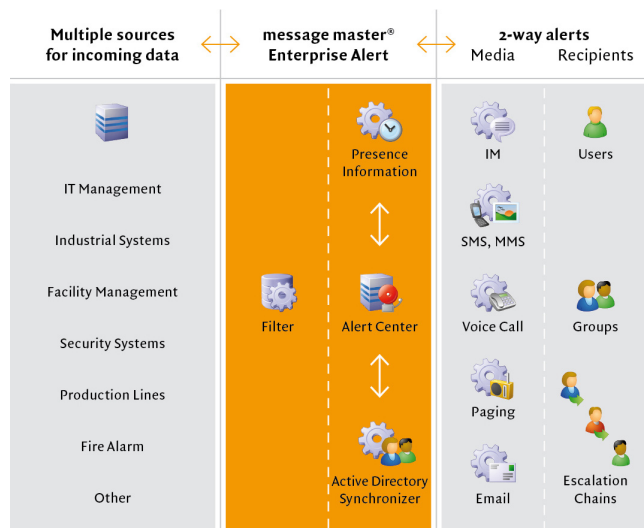 Multiple sources
for incoming data
message master®
Enterprise Alert
2-way alerts
Media
Recipients
IT Management
Industrial Systems
Facility Management
Security Systems
Production Lines
Fire Alarm
Other
Filter
Presence
Information
Alert Center
Active Directory
Synchronizer
IM
SMS, MMS
Voice Call
Paging
Email
Users
Groups
Escalation
Chains